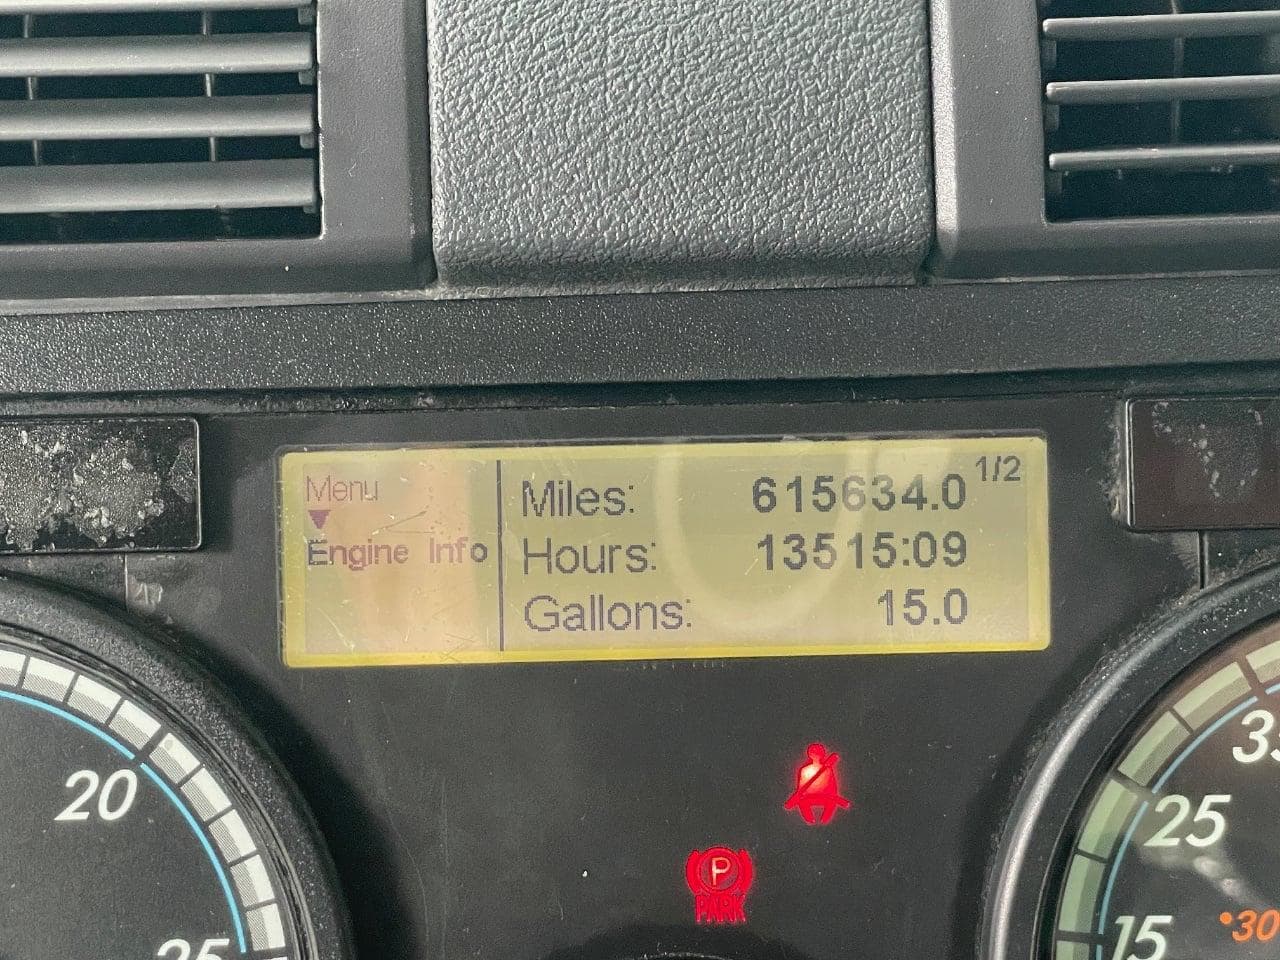 Menu
Engine Info
1/2
Miles: 615634.0
Hours: 13515:09
Gallons: 15.0
20
25
P
PARK
25
15
•30